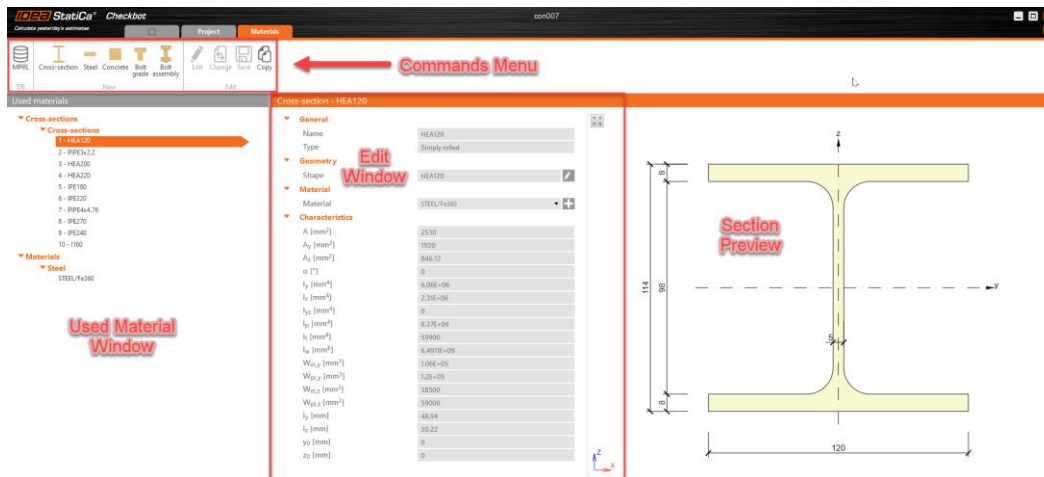 IDEA StatiCa® Checkbot
Calculate yesterday's estimates
con007
Project
Materials
MPRL
Cross-section
Steel
Concrete
Bolt grade
Bolt assembly
Edit
Change
Save
Copy
DB
New
Edit
Commands Menu
Used materials
Cross-sections
Cross-sections
1 - HEA120
2 - PIPE3x2.2
3 - HEA200
4 - HEA220
5 - IPE180
6 - IPE220
7 - PIPE4x4.76
8 - IPE270
9 - IPE240
10 - I160
Materials
Steel
STEEL/Fe360
Used Material
Window
Cross-section - HEA120
General
Name HEA120
Type Simply rolled
Geometry
Shape HEA120
Edit
Window
Material
Material STEEL/Fe360
Characteristics
A [mm²] 2530
Ay [mm²] 1920
Az [mm²] 846.12
α [°] 0
Iy [mm⁴] 6.06E+06
Iz [mm⁴] 2.31E+06
Iyz [mm⁴] 0
Ip [mm⁴] 8.37E+06
It [mm⁴] 59900
Iw [mm⁶] 6.4911E+09
Wel,y [mm³] 1.06E+05
Wpl,y [mm³] 1.2E+05
Wel,z [mm³] 38500
Wpl,z [mm³] 59000
iy [mm] 48.94
iz [mm] 30.22
y0 [mm] 0
z0 [mm] 0
z
x
z
8
Section
Preview
114
98
y
5
8
120